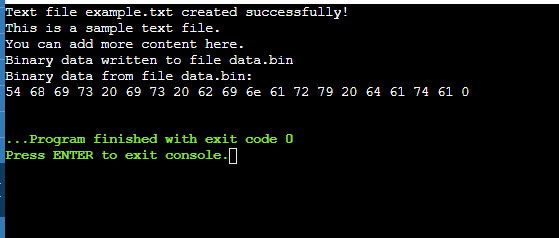 Text file example.txt created successfully!
This is a sample text file.
You can add more content here.
Binary data written to file data.bin
Binary data from file data.bin:
54 68 69 73 20 69 73 20 62 69 6e 61 72 79 20 64 61 74 61 0
...Program finished with exit code 0
Press ENTER to exit console.